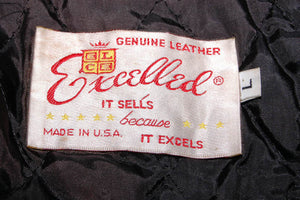 GENUINE LEATHER
Excelled®
IT SELLS
because
MADE IN U.S.A.
IT EXCELS
L